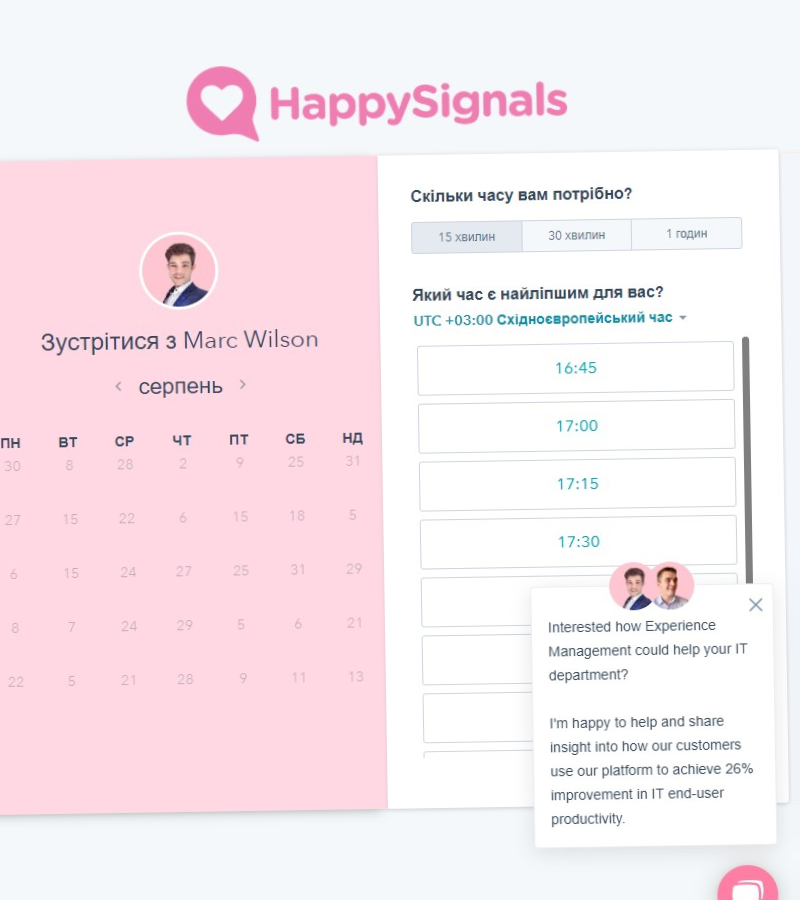 HappySignals
Зустрітися з Marc Wilson
серпень
ПН ВТ СР ЧТ ПТ СБ НД
30 8 28 2 9 25 31
27 15 22 6 15 18 5
6 15 24 27 25 31 29
8 7 24 29 5 6 21
22 5 21 28 9 11 13
Скільки часу вам потрібно?
15 хвилин 30 хвилин 1 годин
Який час є найліпшим для вас?
UTC +03:00 Східноєвропейський час
16:45
17:00
17:15
17:30
Interested how Experience
Management could help your IT
department?
I'm happy to help and share
insight into how our customers
use our platform to achieve 26%
improvement in IT end-user
productivity.